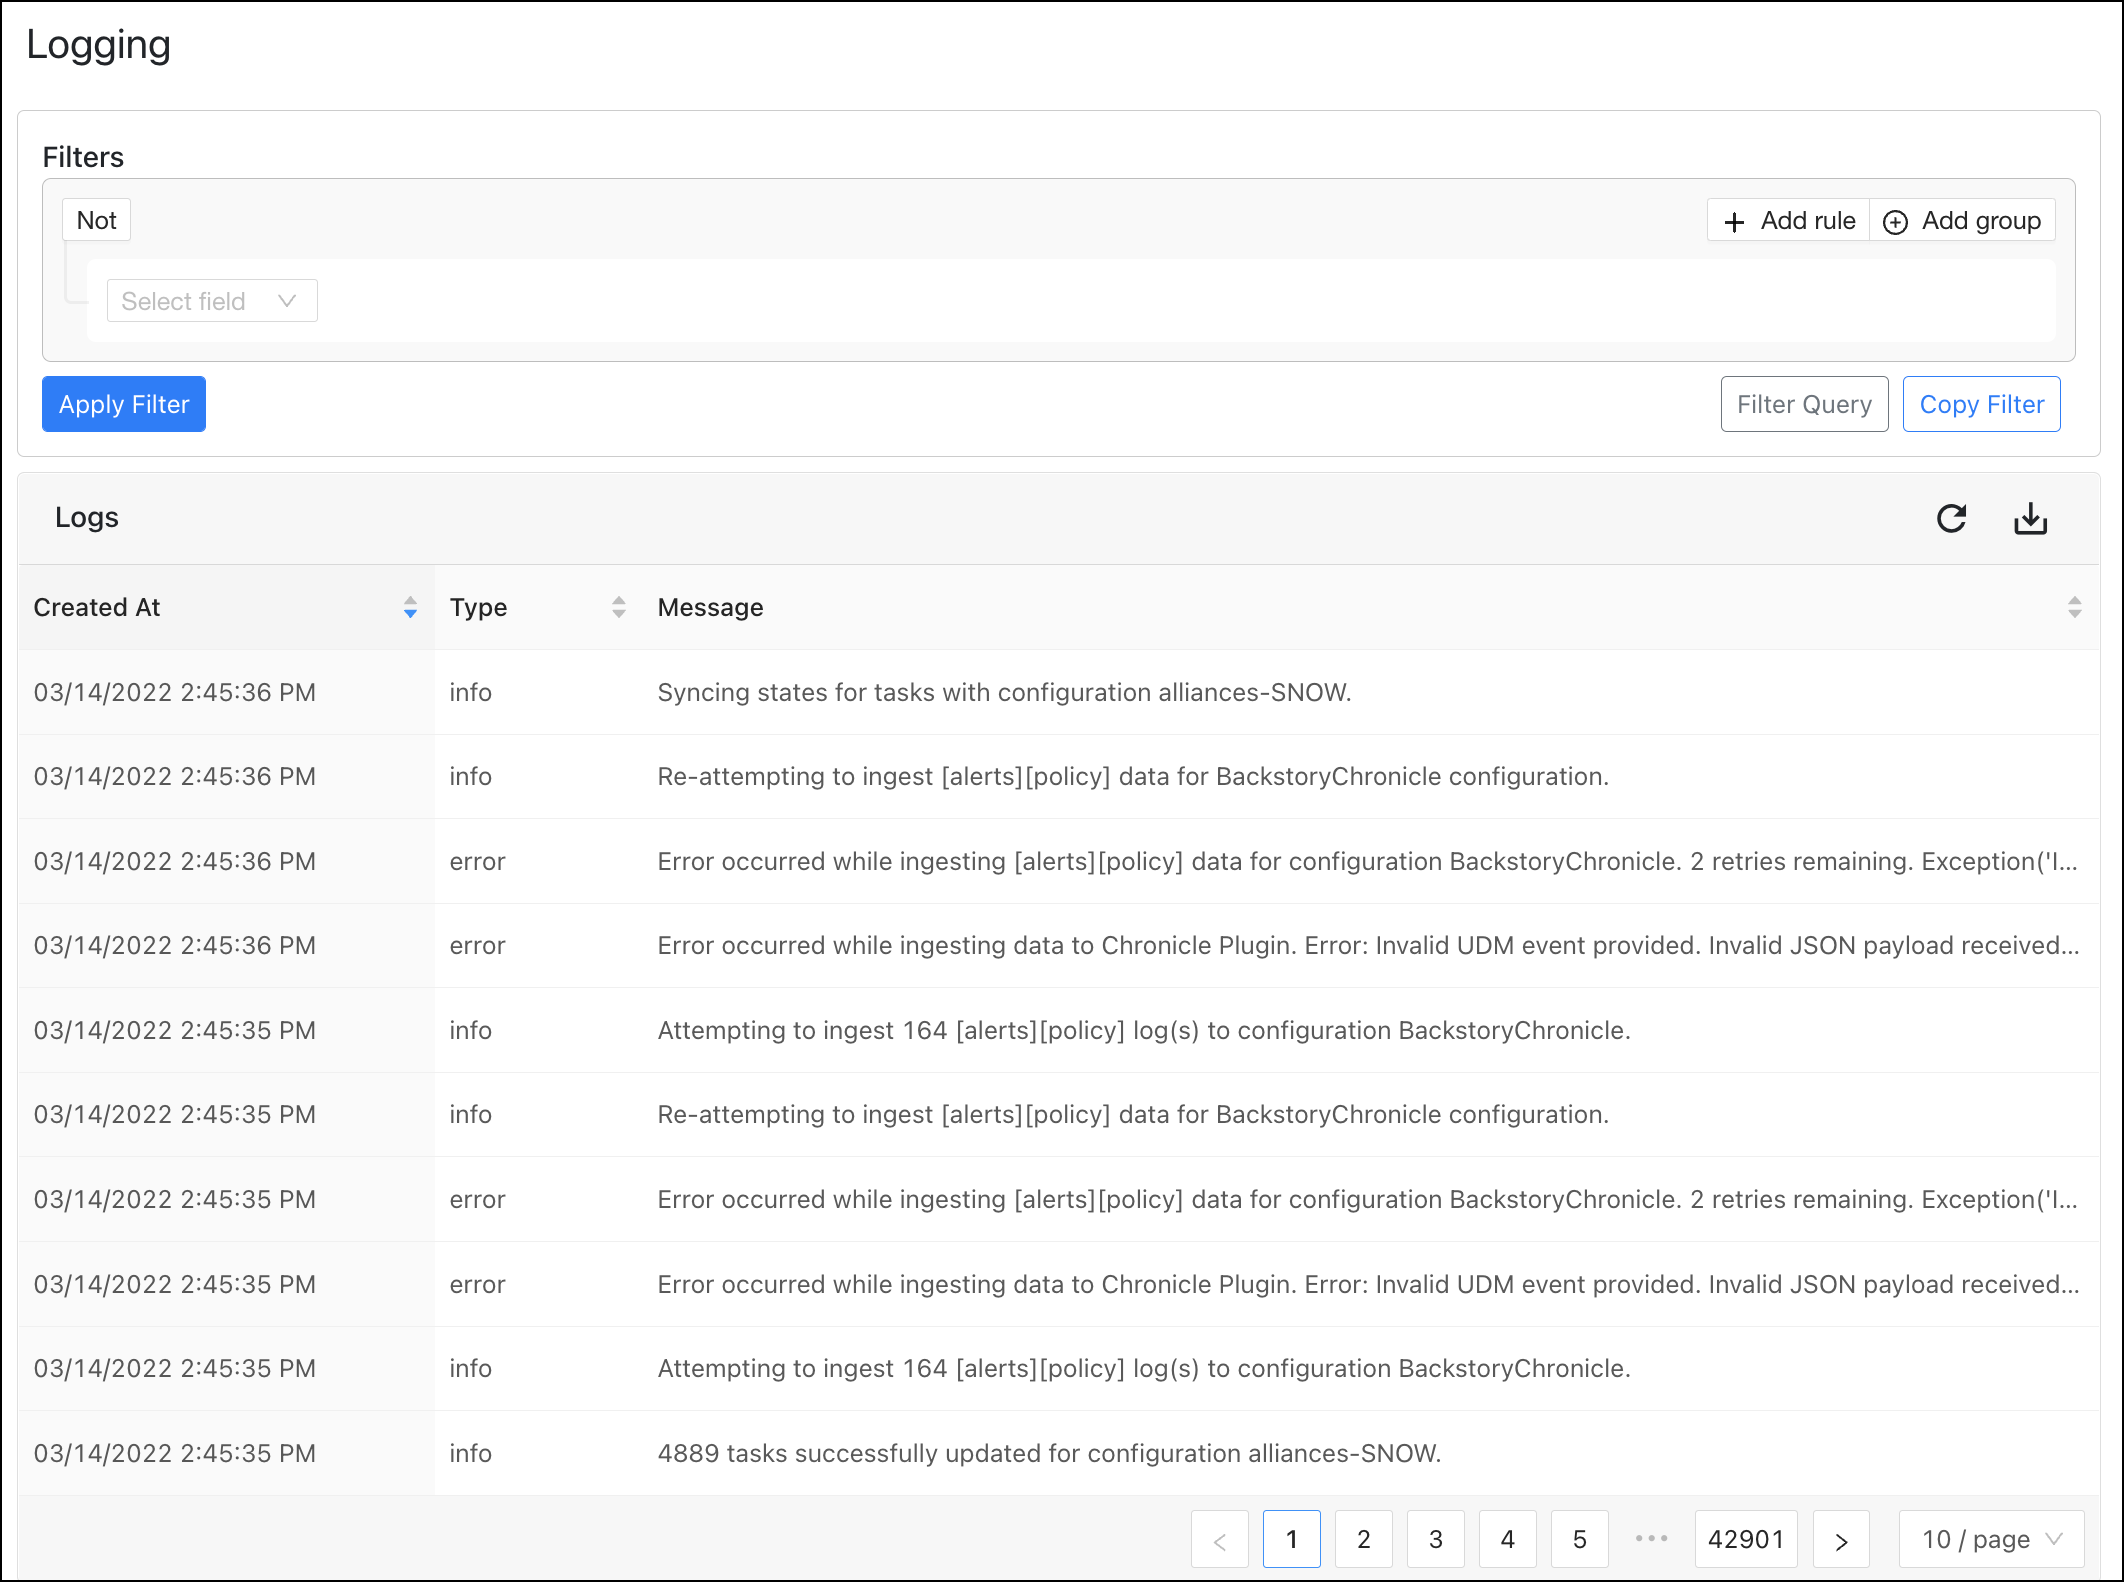 Logging
Filters
Not
Add rule
Add group
Select field
Apply Filter
Filter Query
Copy Filter
Logs
Created At Type Message
03/14/2022 2:45:36 PM info Syncing states for tasks with configuration alliances-SNOW.
03/14/2022 2:45:36 PM info Re-attempting to ingest [alerts][policy] data for BackstoryChronicle configuration.
03/14/2022 2:45:36 PM error Error occurred while ingesting [alerts][policy] data for configuration BackstoryChronicle. 2 retries remaining. Exception('I...
03/14/2022 2:45:36 PM error Error occurred while ingesting data to Chronicle Plugin. Error: Invalid UDM event provided. Invalid JSON payload received...
03/14/2022 2:45:35 PM info Attempting to ingest 164 [alerts][policy] log(s) to configuration BackstoryChronicle.
03/14/2022 2:45:35 PM info Re-attempting to ingest [alerts][policy] data for BackstoryChronicle configuration.
03/14/2022 2:45:35 PM error Error occurred while ingesting [alerts][policy] data for configuration BackstoryChronicle. 2 retries remaining. Exception('I...
03/14/2022 2:45:35 PM error Error occurred while ingesting data to Chronicle Plugin. Error: Invalid UDM event provided. Invalid JSON payload received...
03/14/2022 2:45:35 PM info Attempting to ingest 164 [alerts][policy] log(s) to configuration BackstoryChronicle.
03/14/2022 2:45:35 PM info 4889 tasks successfully updated for configuration alliances-SNOW.
< 1 2 3 4 5 ••• 42901 > 10 / page